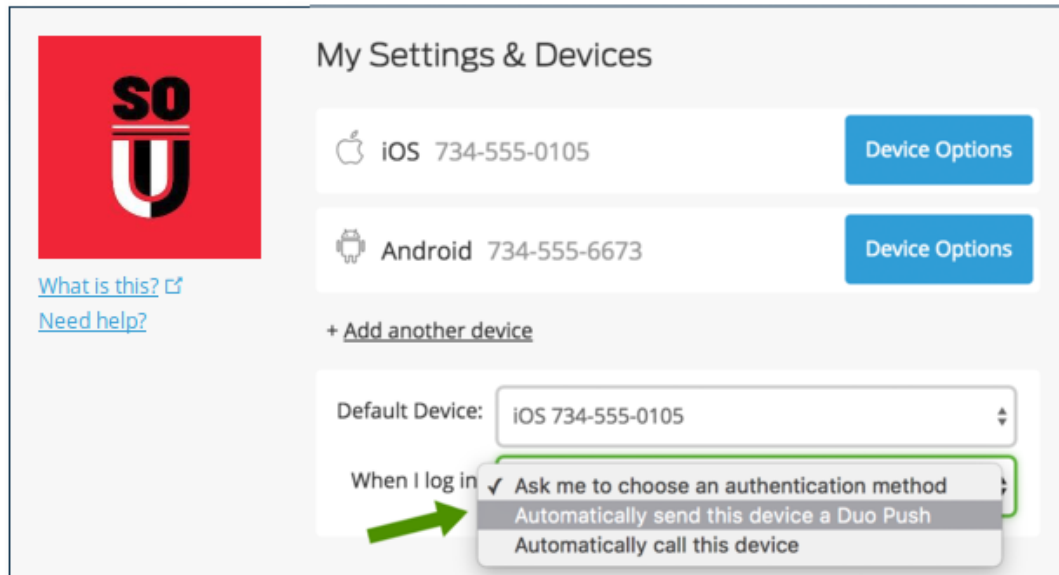 SO
U
What is this?
Need help?
My Settings & Devices
iOS 734-555-0105
Device Options
Android 734-555-6673
Device Options
+ Add another device
Default Device:
iOS 734-555-0105
When I log in
✓ Ask me to choose an authentication method
Automatically send this device a Duo Push
Automatically call this device